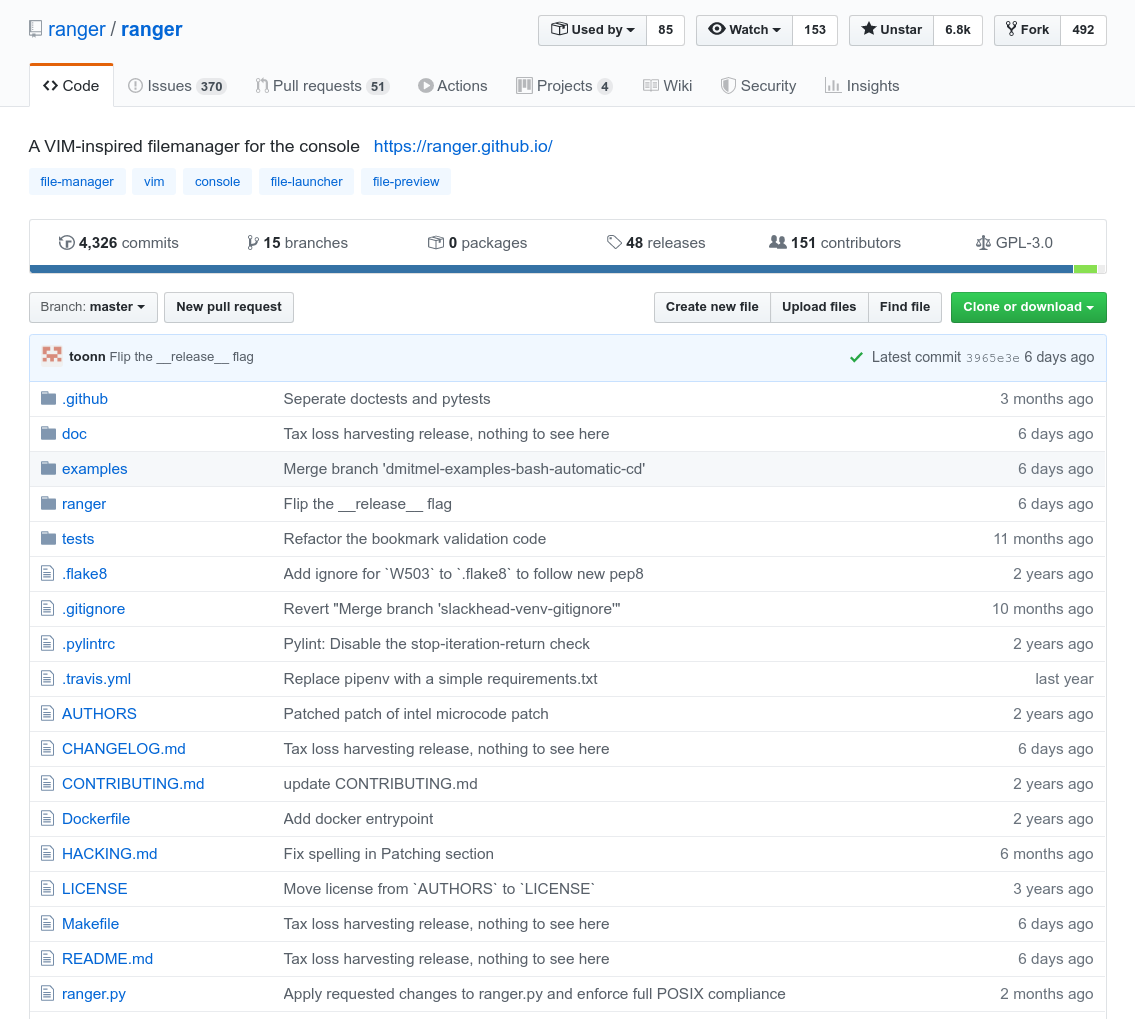 ranger / ranger Used by 85 Watch 153 Unstar 6.8k Fork 492
Code Issues 370 Pull requests 51 Actions Projects 4 Wiki Security Insights
A VIM-inspired filemanager for the console https://ranger.github.io/
file-manager vim console file-launcher file-preview
4,326 commits 15 branches 0 packages 48 releases 151 contributors GPL-3.0
Branch: master New pull request Create new file Upload files Find file Clone or download
toonn Flip the __release__ flag Latest commit 3965e3e 6 days ago
.github Seperate doctests and pytests 3 months ago
doc Tax loss harvesting release, nothing to see here 6 days ago
examples Merge branch 'dmitmel-examples-bash-automatic-cd' 6 days ago
ranger Flip the __release__ flag 6 days ago
tests Refactor the bookmark validation code 11 months ago
.flake8 Add ignore for `W503` to `.flake8` to follow new pep8 2 years ago
.gitignore Revert "Merge branch 'slackhead-venv-gitignore'" 10 months ago
.pylintrc Pylint: Disable the stop-iteration-return check 2 years ago
.travis.yml Replace pipenv with a simple requirements.txt last year
AUTHORS Patched patch of intel microcode patch 2 years ago
CHANGELOG.md Tax loss harvesting release, nothing to see here 6 days ago
CONTRIBUTING.md update CONTRIBUTING.md 2 years ago
Dockerfile Add docker entrypoint 2 years ago
HACKING.md Fix spelling in Patching section 6 months ago
LICENSE Move license from `AUTHORS` to `LICENSE` 3 years ago
Makefile Tax loss harvesting release, nothing to see here 6 days ago
README.md Tax loss harvesting release, nothing to see here 6 days ago
ranger.py Apply requested changes to ranger.py and enforce full POSIX compliance 2 months ago